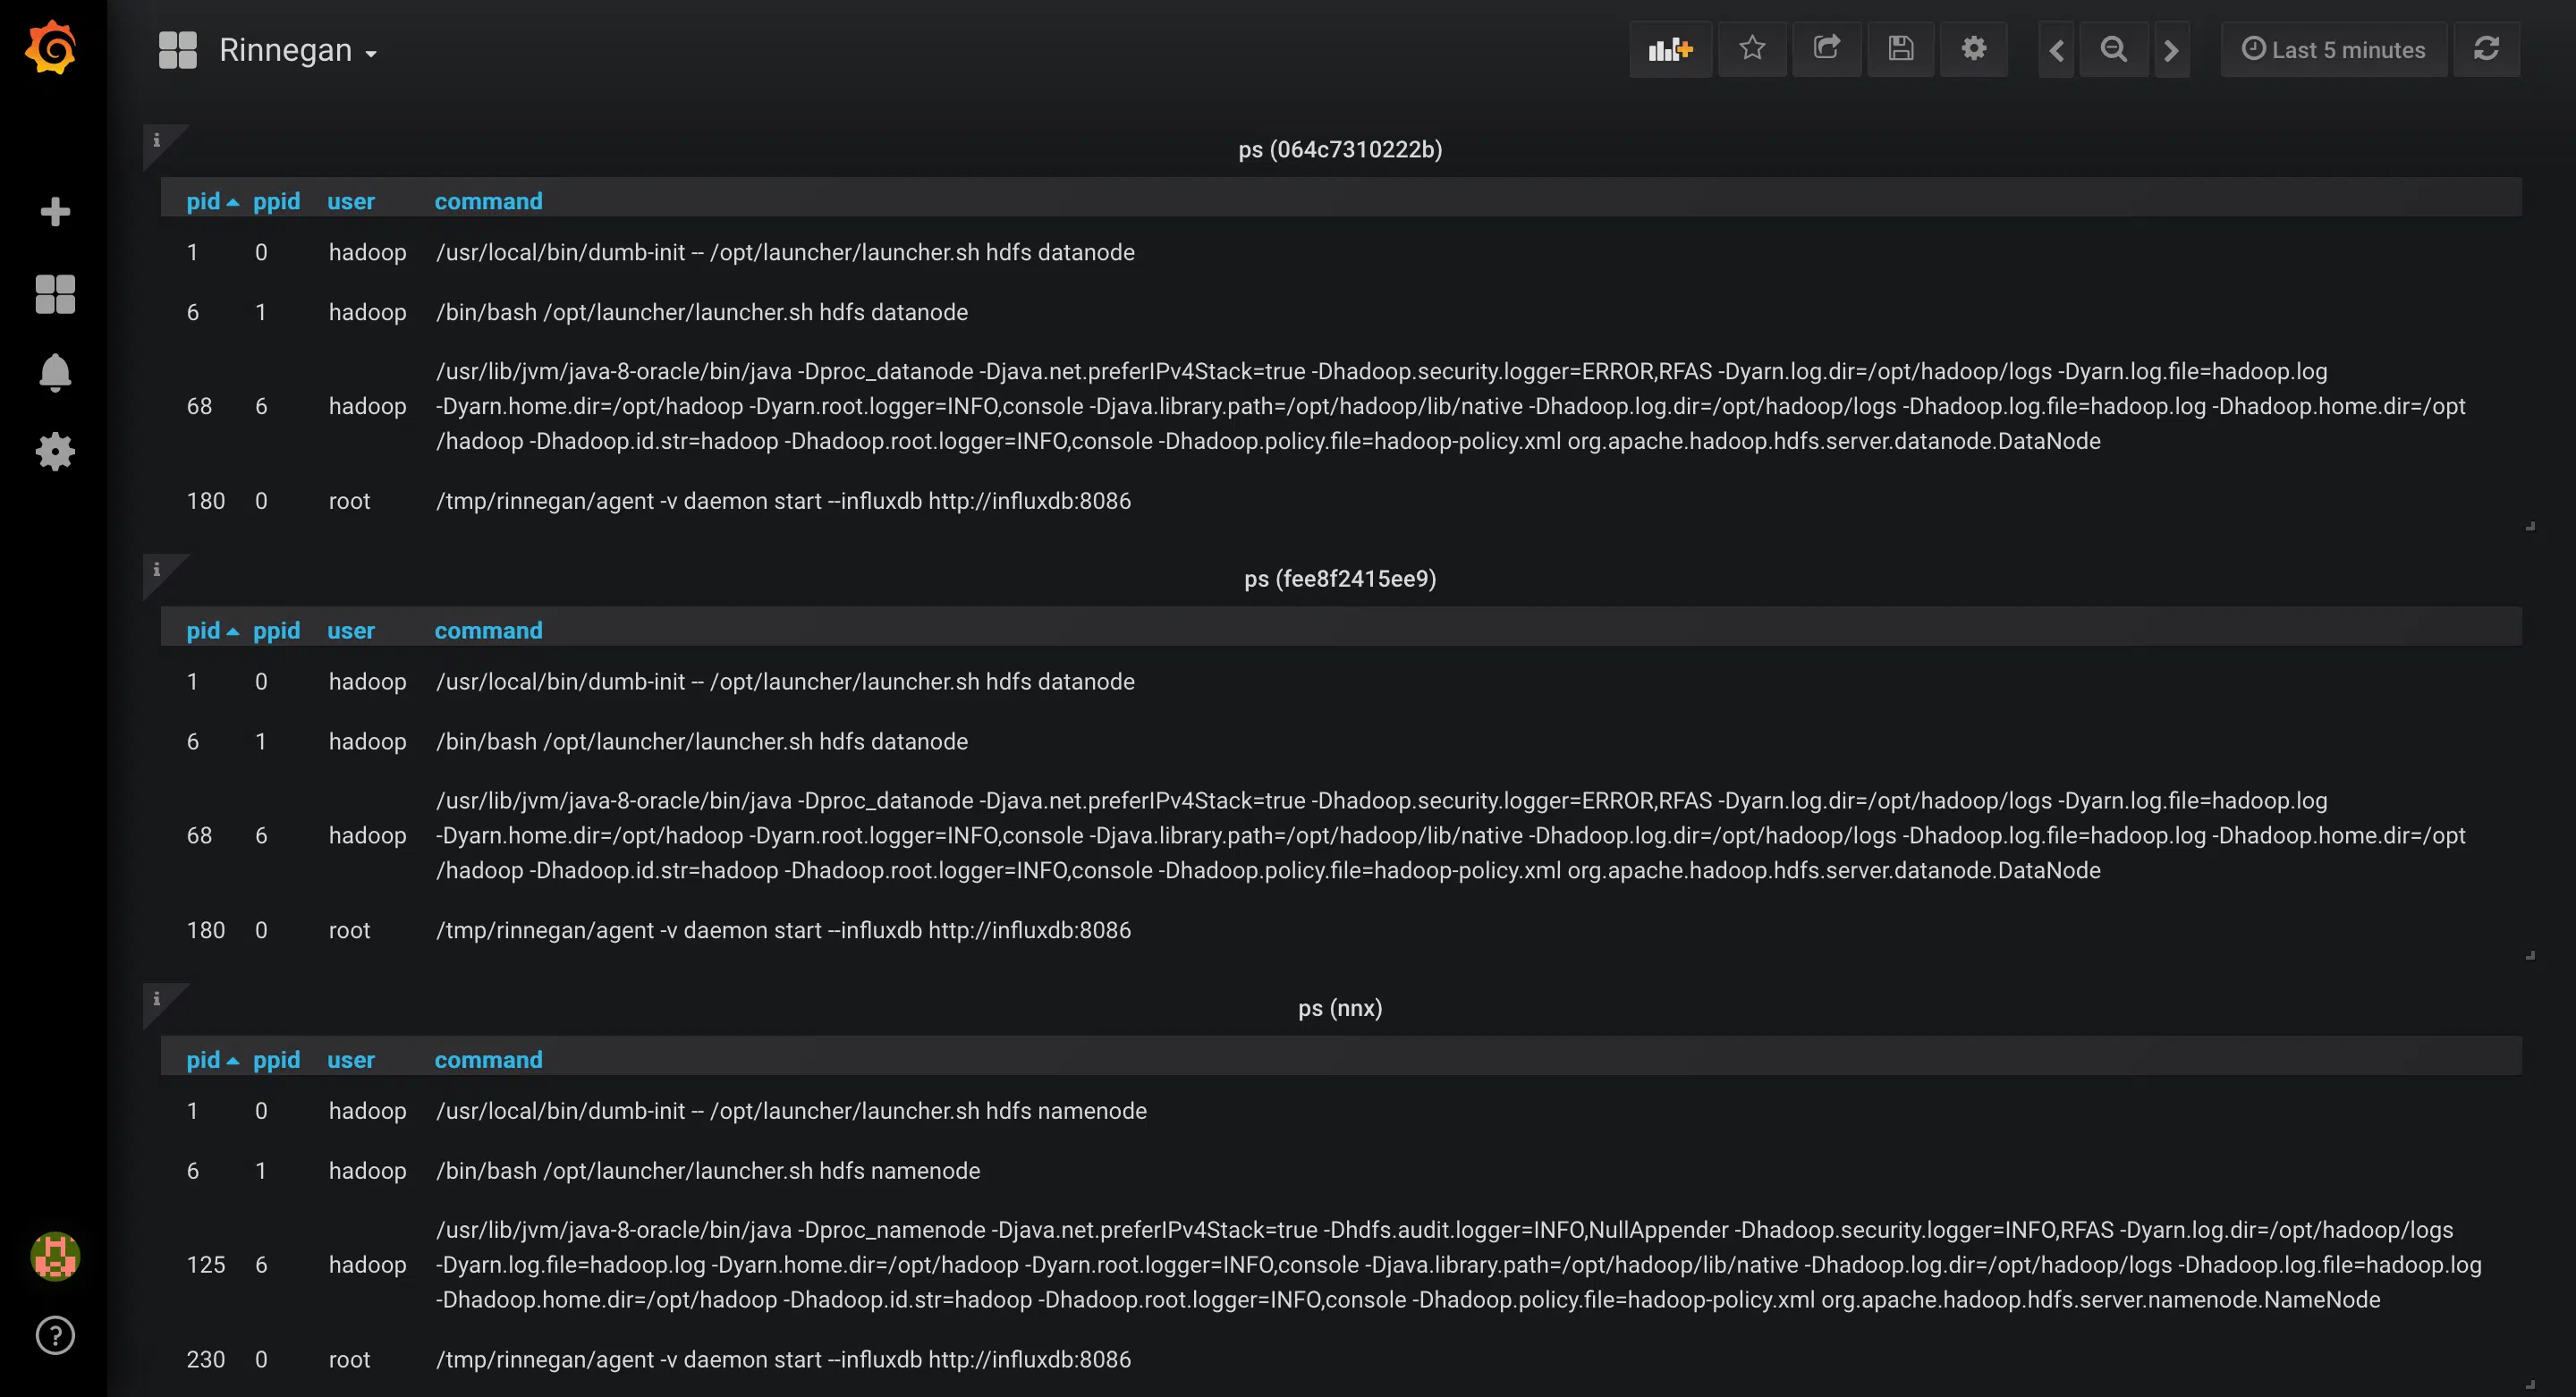 Rinnegan
Last 5 minutes
ps (064c7310222b)
pid ppid user command
1 0 hadoop /usr/local/bin/dumb-init -- /opt/launcher/launcher.sh hdfs datanode
6 1 hadoop /bin/bash /opt/launcher/launcher.sh hdfs datanode
/usr/lib/jvm/java-8-oracle/bin/java -Dproc_datanode -Djava.net.preferIPv4Stack=true -Dhadoop.security.logger=ERROR,RFAS -Dyarn.log.dir=/opt/hadoop/logs -Dyarn.log.file=hadoop.log
68 6 hadoop -Dyarn.home.dir=/opt/hadoop -Dyarn.root.logger=INFO,console -Djava.library.path=/opt/hadoop/lib/native -Dhadoop.log.dir=/opt/hadoop/logs -Dhadoop.log.file=hadoop.log -Dhadoop.home.dir=/opt
/hadoop -Dhadoop.id.str=hadoop -Dhadoop.root.logger=INFO,console -Dhadoop.policy.file=hadoop-policy.xml org.apache.hadoop.hdfs.server.datanode.DataNode
180 0 root /tmp/rinnegan/agent -v daemon start --influxdb http://influxdb:8086
ps (fee8f2415ee9)
pid ppid user command
1 0 hadoop /usr/local/bin/dumb-init -- /opt/launcher/launcher.sh hdfs datanode
6 1 hadoop /bin/bash /opt/launcher/launcher.sh hdfs datanode
/usr/lib/jvm/java-8-oracle/bin/java -Dproc_datanode -Djava.net.preferIPv4Stack=true -Dhadoop.security.logger=ERROR,RFAS -Dyarn.log.dir=/opt/hadoop/logs -Dyarn.log.file=hadoop.log
68 6 hadoop -Dyarn.home.dir=/opt/hadoop -Dyarn.root.logger=INFO,console -Djava.library.path=/opt/hadoop/lib/native -Dhadoop.log.dir=/opt/hadoop/logs -Dhadoop.log.file=hadoop.log -Dhadoop.home.dir=/opt
/hadoop -Dhadoop.id.str=hadoop -Dhadoop.root.logger=INFO,console -Dhadoop.policy.file=hadoop-policy.xml org.apache.hadoop.hdfs.server.datanode.DataNode
180 0 root /tmp/rinnegan/agent -v daemon start --influxdb http://influxdb:8086
ps (nnx)
pid ppid user command
1 0 hadoop /usr/local/bin/dumb-init -- /opt/launcher/launcher.sh hdfs namenode
6 1 hadoop /bin/bash /opt/launcher/launcher.sh hdfs namenode
/usr/lib/jvm/java-8-oracle/bin/java -Dproc_namenode -Djava.net.preferIPv4Stack=true -Dhdfs.audit.logger=INFO,NullAppender -Dhadoop.security.logger=INFO,RFAS -Dyarn.log.dir=/opt/hadoop/logs
125 6 hadoop -Dyarn.log.file=hadoop.log -Dyarn.home.dir=/opt/hadoop -Dyarn.root.logger=INFO,console -Djava.library.path=/opt/hadoop/lib/native -Dhadoop.log.dir=/opt/hadoop/logs -Dhadoop.log.file=hadoop.log
-Dhadoop.home.dir=/opt/hadoop -Dhadoop.id.str=hadoop -Dhadoop.root.logger=INFO,console -Dhadoop.policy.file=hadoop-policy.xml org.apache.hadoop.hdfs.server.namenode.NameNode
230 0 root /tmp/rinnegan/agent -v daemon start --influxdb http://influxdb:8086